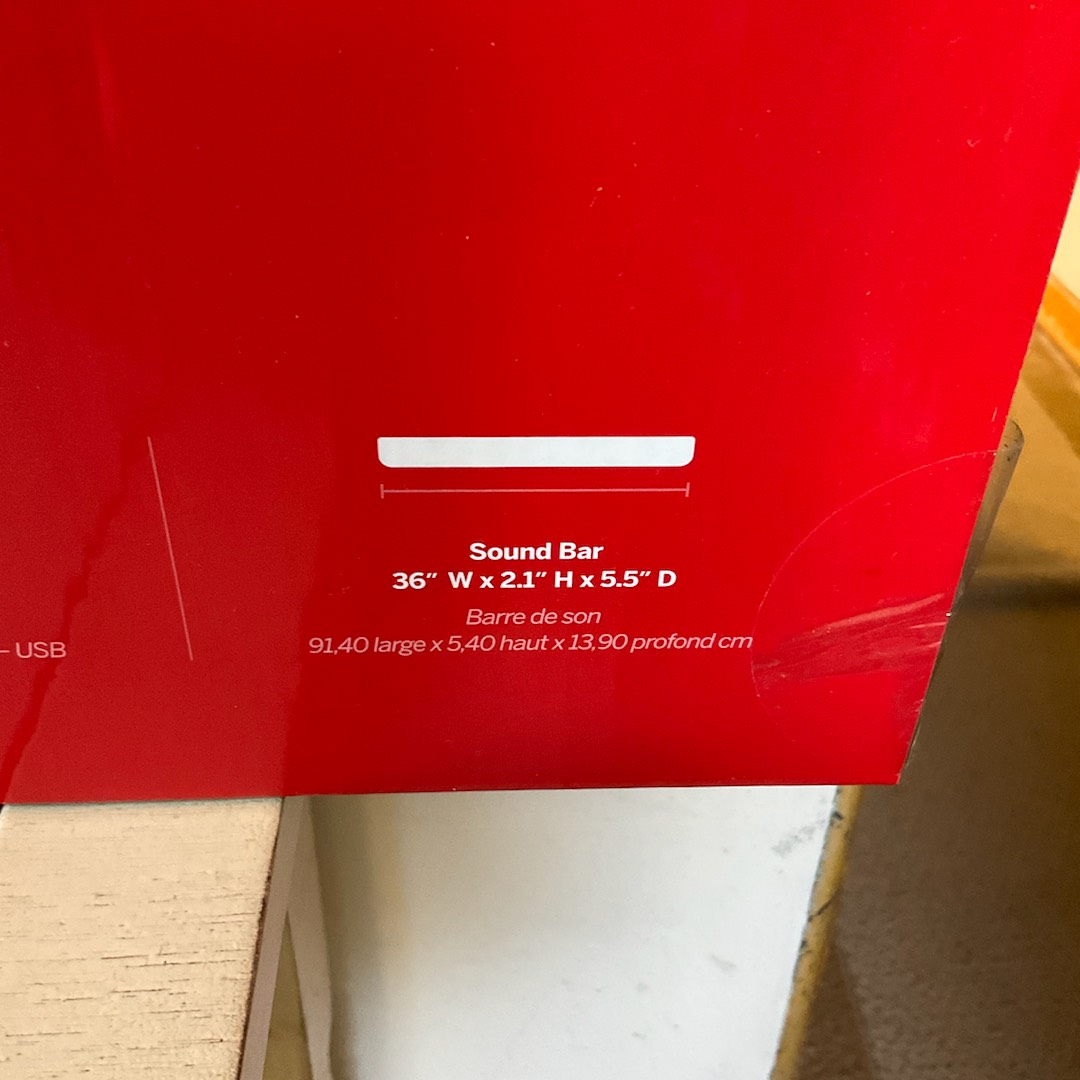 Sound Bar
36″ W x 2.1″ H x 5.5″ D
Barre de son
91,40 large x 5,40 haut x 13,90 profond cm
– USB